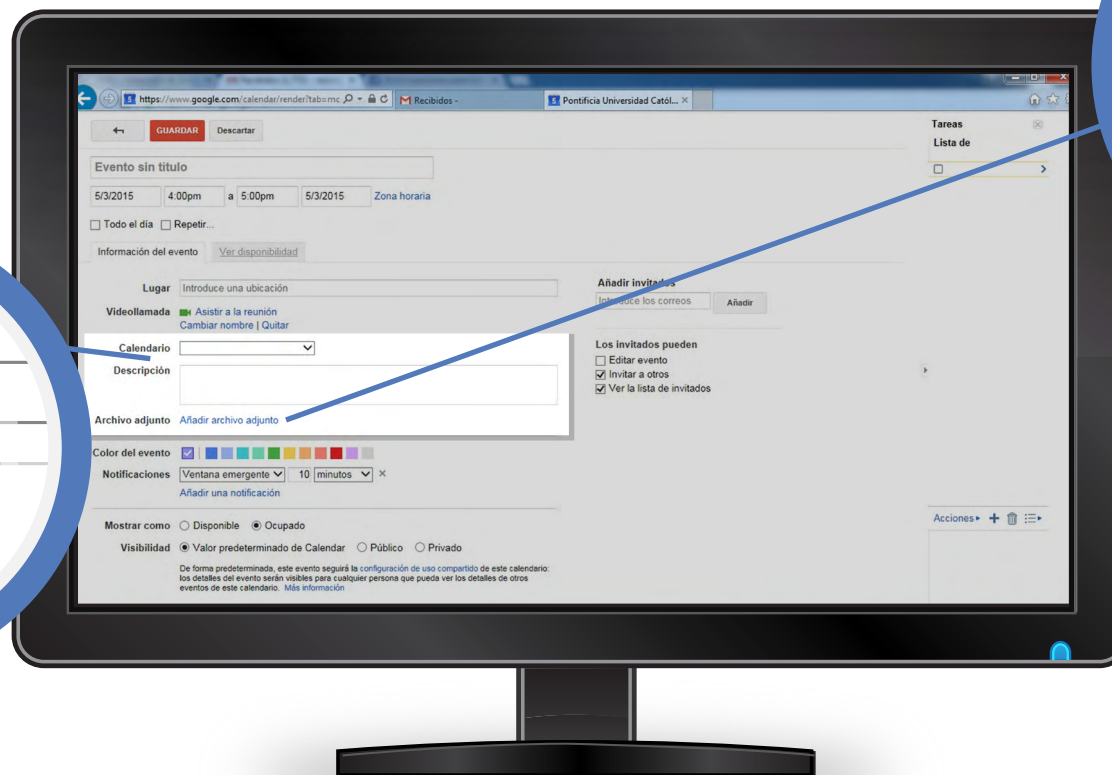 https://www.google.com/calendar/render?tab=mc
Recibidos -
Pontificia Universidad Catól...
GUARDAR
Descartar
Evento sin titulo
5/3/2015 4:00pm a 5:00pm 5/3/2015 Zona horaria
Todo el día Repetir...
Información del evento Ver disponibilidad
Lugar Introduce una ubicación
Videollamada Asistir a la reunión
Cambiar nombre | Quitar
Calendario
Descripción
Archivo adjunto Añadir archivo adjunto
Color del evento
Notificaciones Ventana emergente 10 minutos ×
Añadir una notificación
Mostrar como Disponible Ocupado
Visibilidad Valor predeterminado de Calendar Público Privado
De forma predeterminada, este evento seguirá la configuración de uso compartido de este calendario:
los detalles del evento serán visibles para cualquier persona que pueda ver los detalles de otros
eventos de este calendario. Más información
Añadir invitados
Introduce los correos Añadir
Los invitados pueden
Editar evento
Invitar a otros
Ver la lista de invitados
Tareas
Lista de
Acciones